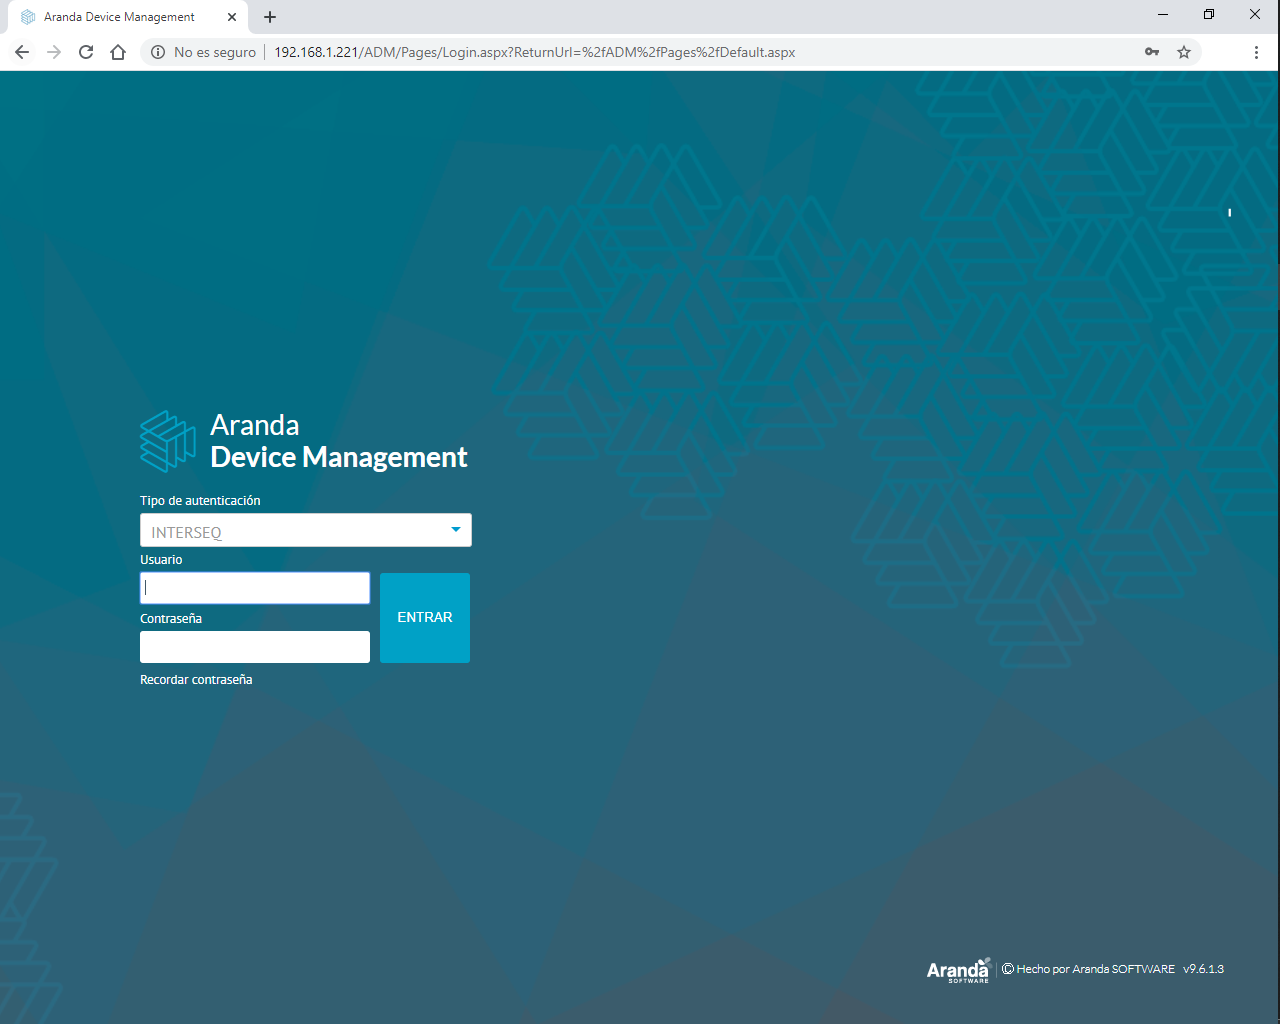 Aranda Device Management
No es seguro | 192.168.1.221/ADM/Pages/Login.aspx?ReturnUrl=%2fADM%2fPages%2fDefault.aspx
Aranda
Device Management
Tipo de autenticación
INTERSEQ
Usuario
ENTRAR
Contraseña
Recordar contraseña
Aranda SOFTWARE | © Hecho por Aranda SOFTWARE v9.6.1.3